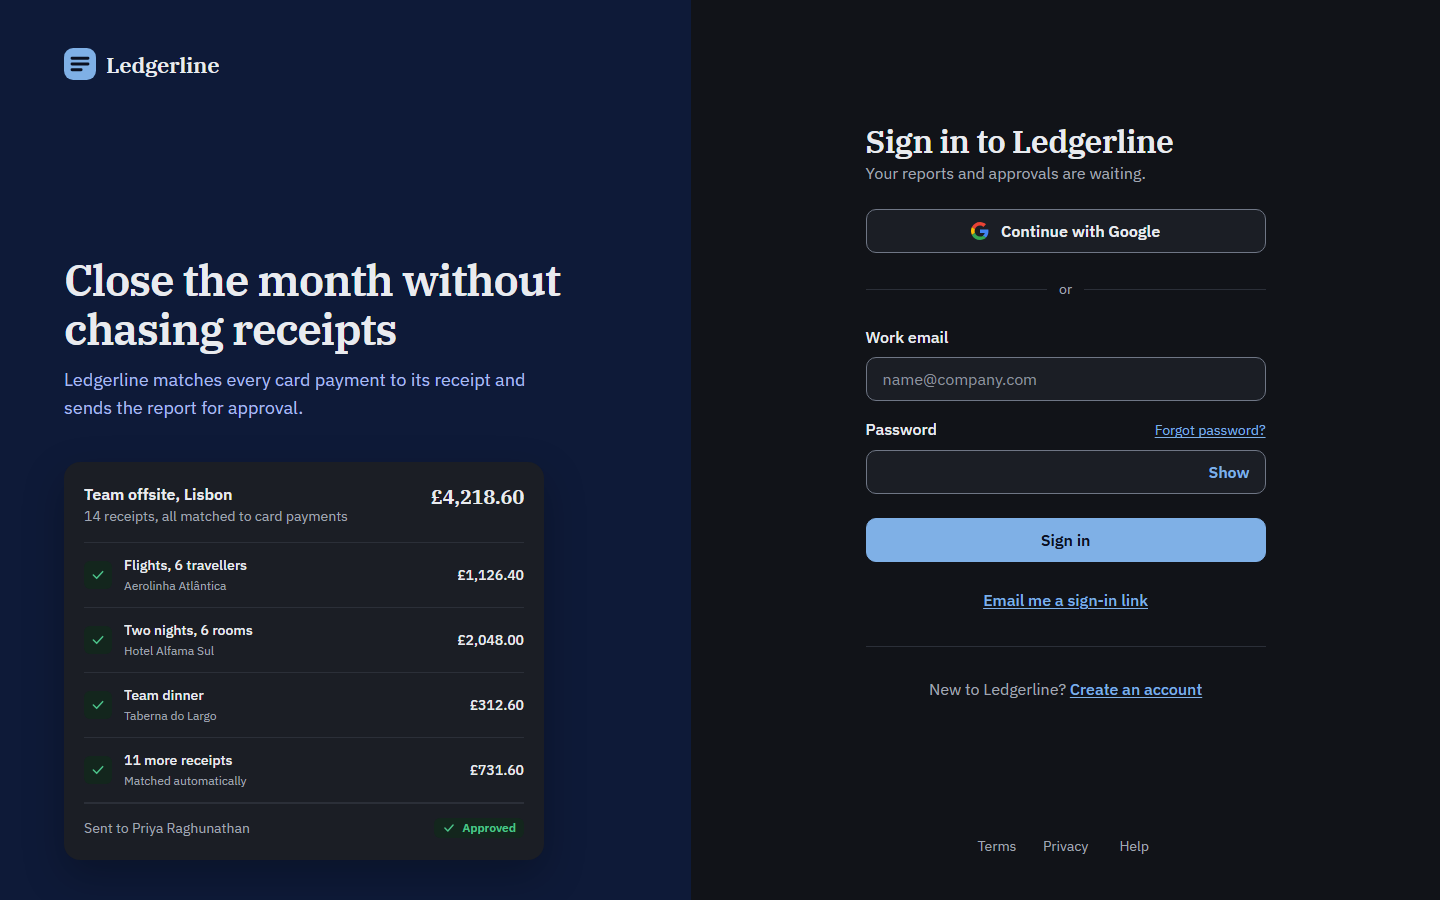 Ledgerline
Close the month without
chasing receipts
Ledgerline matches every card payment to its receipt and
sends the report for approval.
Team offsite, Lisbon
£4,218.60
14 receipts, all matched to card payments
Flights, 6 travellers
£1,126.40
Aerolinha Atlântica
Two nights, 6 rooms
£2,048.00
Hotel Alfama Sul
Team dinner
£312.60
Taberna do Largo
11 more receipts
£731.60
Matched automatically
Sent to Priya Raghunathan
Approved
Sign in to Ledgerline
Your reports and approvals are waiting.
Continue with Google
or
Work email
name@company.com
Password
Forgot password?
Show
Sign in
Email me a sign-in link
New to Ledgerline? Create an account
Terms
Privacy
Help